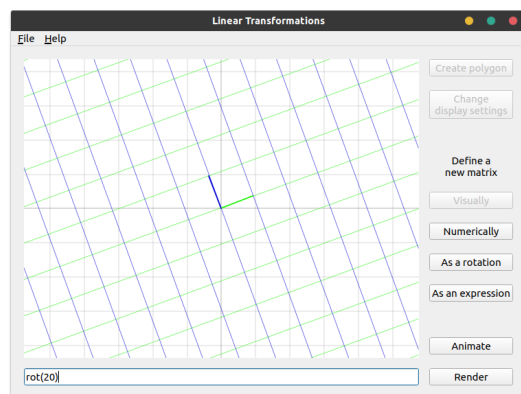 Linear Transformations
File Help
Create polygon
Change
display settings
Define a
new matrix
Visually
Numerically
As a rotation
As an expression
Animate
rot(20)
Render